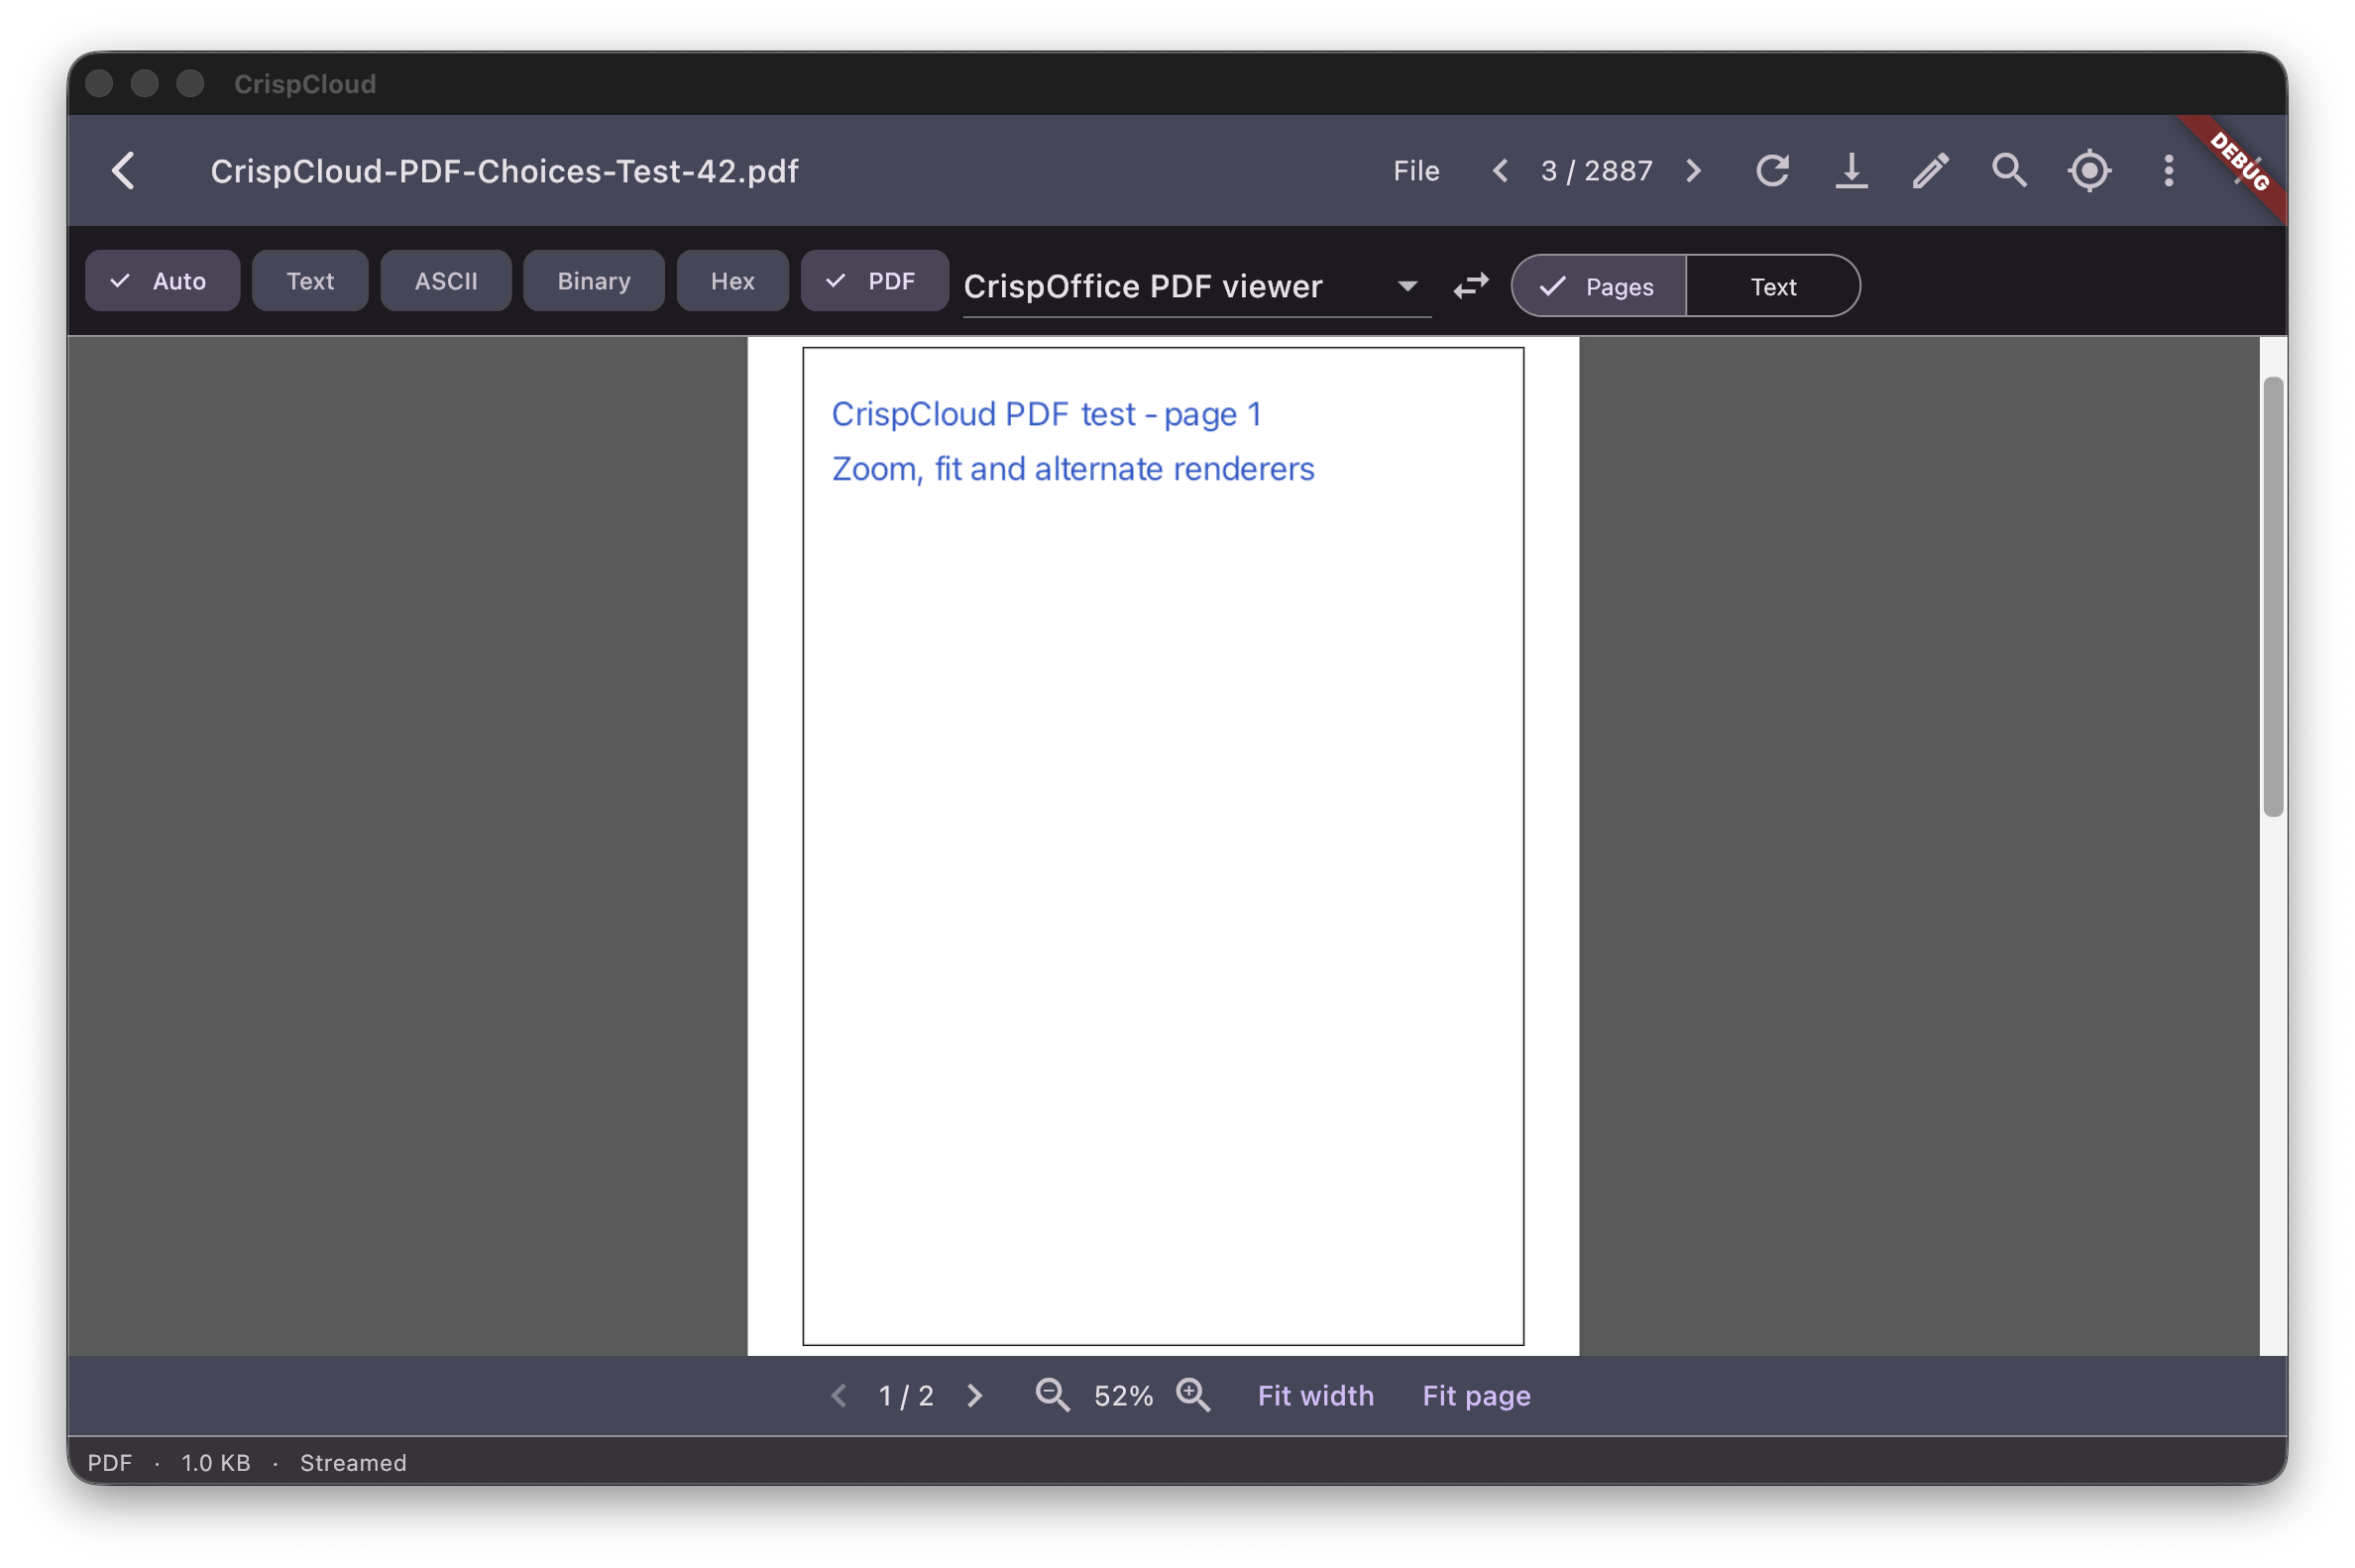 CrispCloud
CrispCloud-PDF-Choices-Test-42.pdf
File
3 / 2887
DEBUG
Auto
Text
ASCII
Binary
Hex
PDF
CrispOffice PDF viewer
Pages
Text
CrispCloud PDF test - page 1
Zoom, fit and alternate renderers
1 / 2
52%
Fit width
Fit page
PDF · 1.0 KB · Streamed